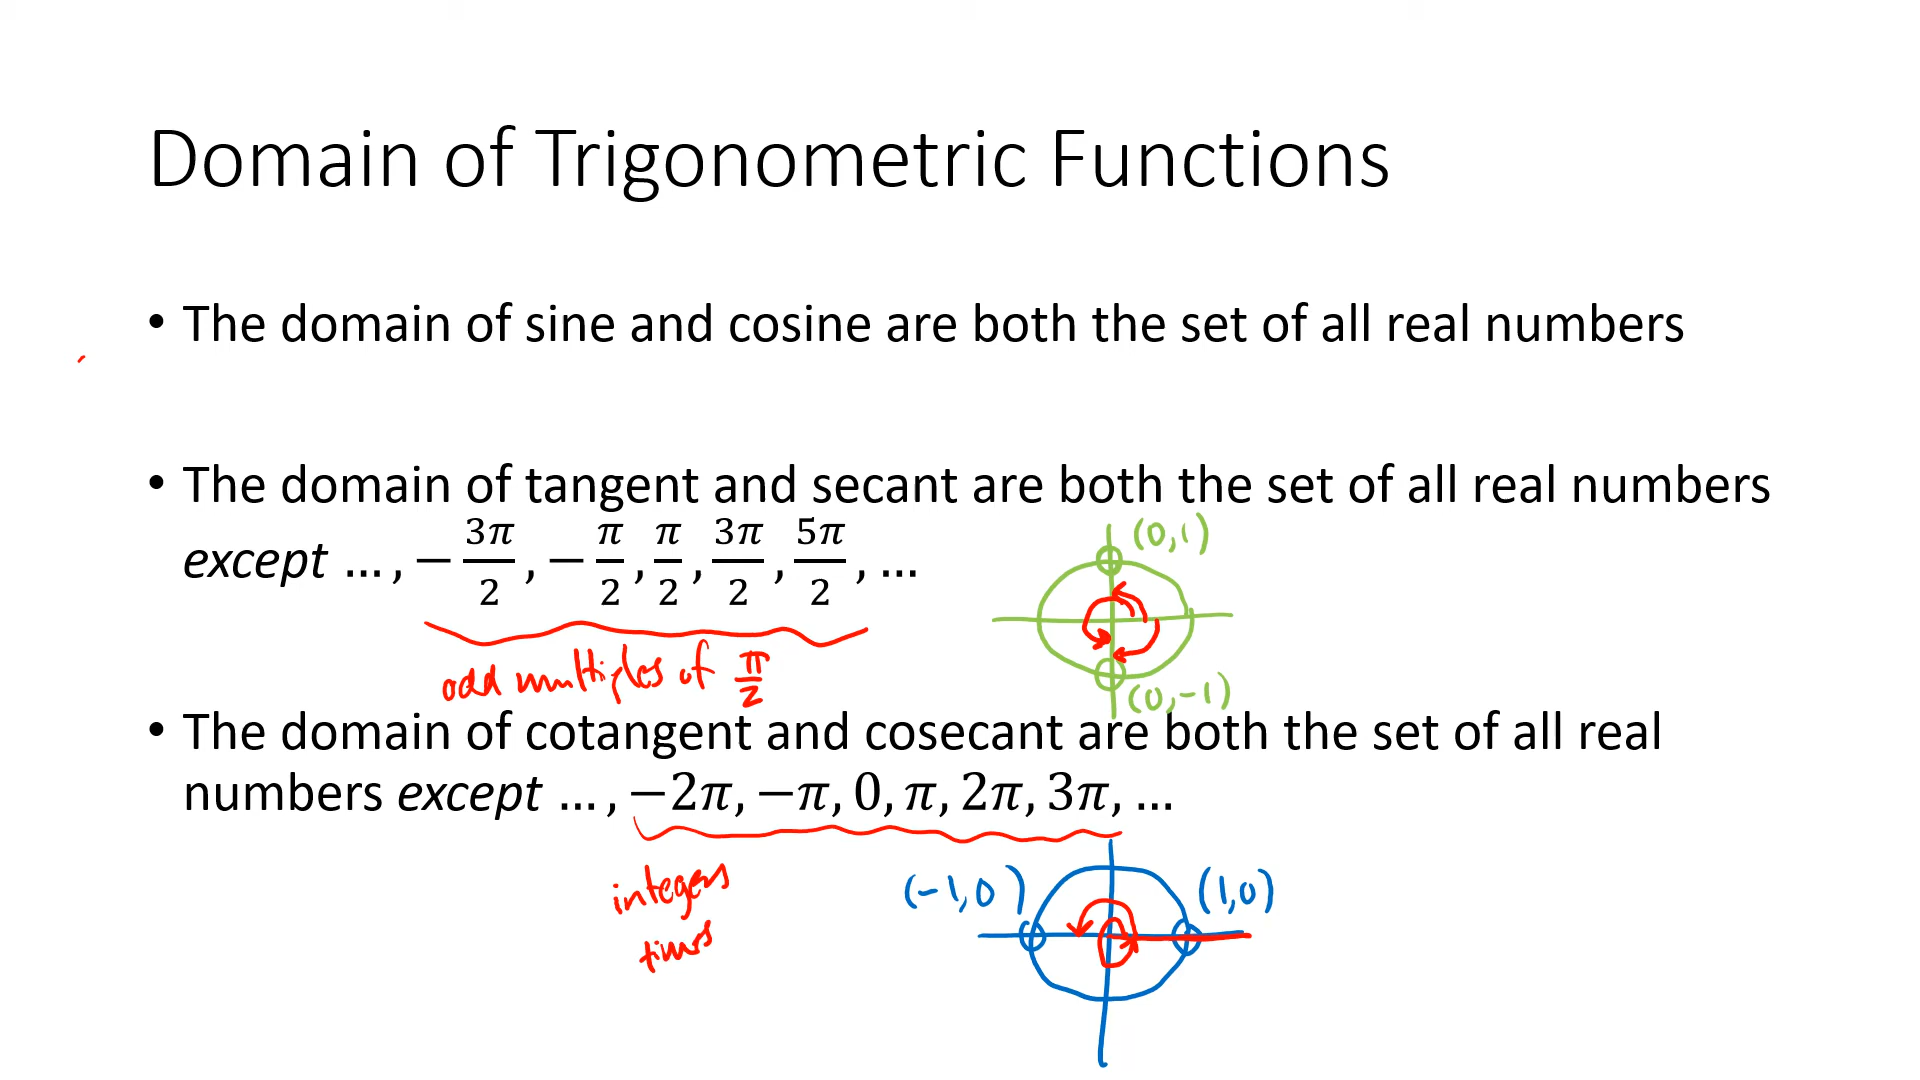 Domain of Trigonometric Functions
• The domain of sine and cosine are both the set of all real numbers
• The domain of tangent and secant are both the set of all real numbers
except … , −3π/2 , −π/2 , π/2 , 3π/2 , 5π/2 , …
(0,1)
odd multiples of π/2
(0,-1)
• The domain of cotangent and cosecant are both the set of all real
numbers except … , −2π, −π, 0, π, 2π, 3π, …
integers
times
(-1,0)
(1,0)